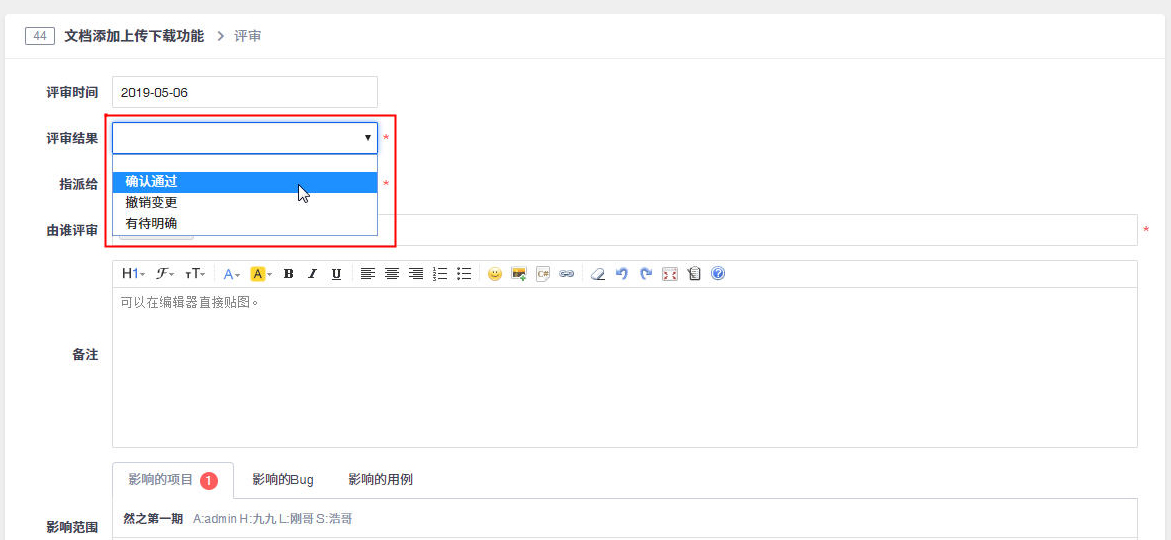 44 文档添加上传下载功能 > 评审
评审时间 2019-05-06
评审结果 *
确认通过
指派给 *
撤销变更
有待明确
由谁评审 *
H1 ℱ тT A A B I U C#
可以在编辑器直接贴图。
备注
影响的项目 1 影响的Bug 影响的用例
影响范围
然之第一期 A:admin H:九九 L:刚哥 S:浩哥